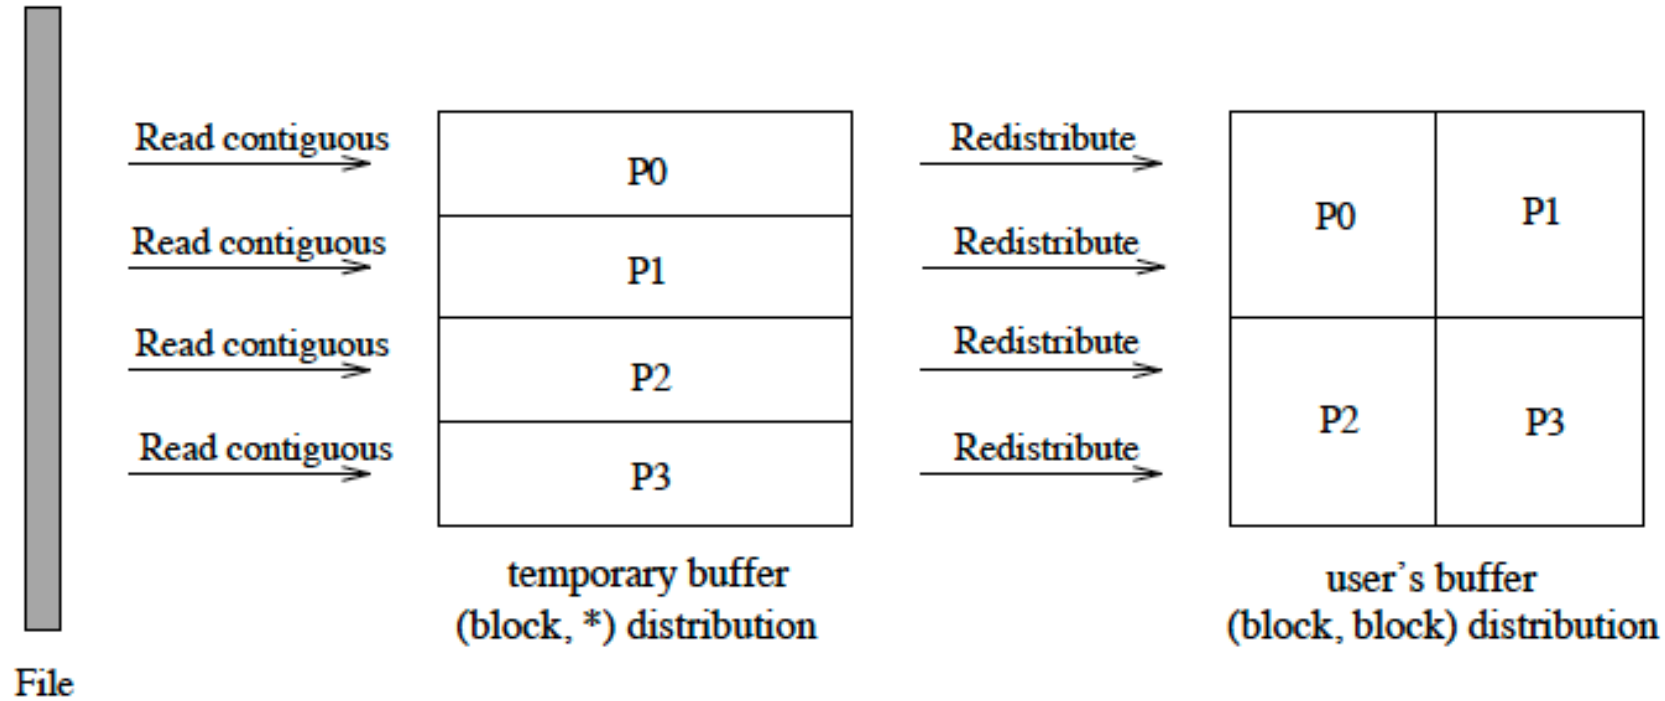 Read contiguous
Read contiguous
Read contiguous
Read contiguous
P0
P1
P2
P3
Redistribute
Redistribute
Redistribute
Redistribute
P0
P1
P2
P3
temporary buffer
(block, *) distribution
user's buffer
(block, block) distribution
File